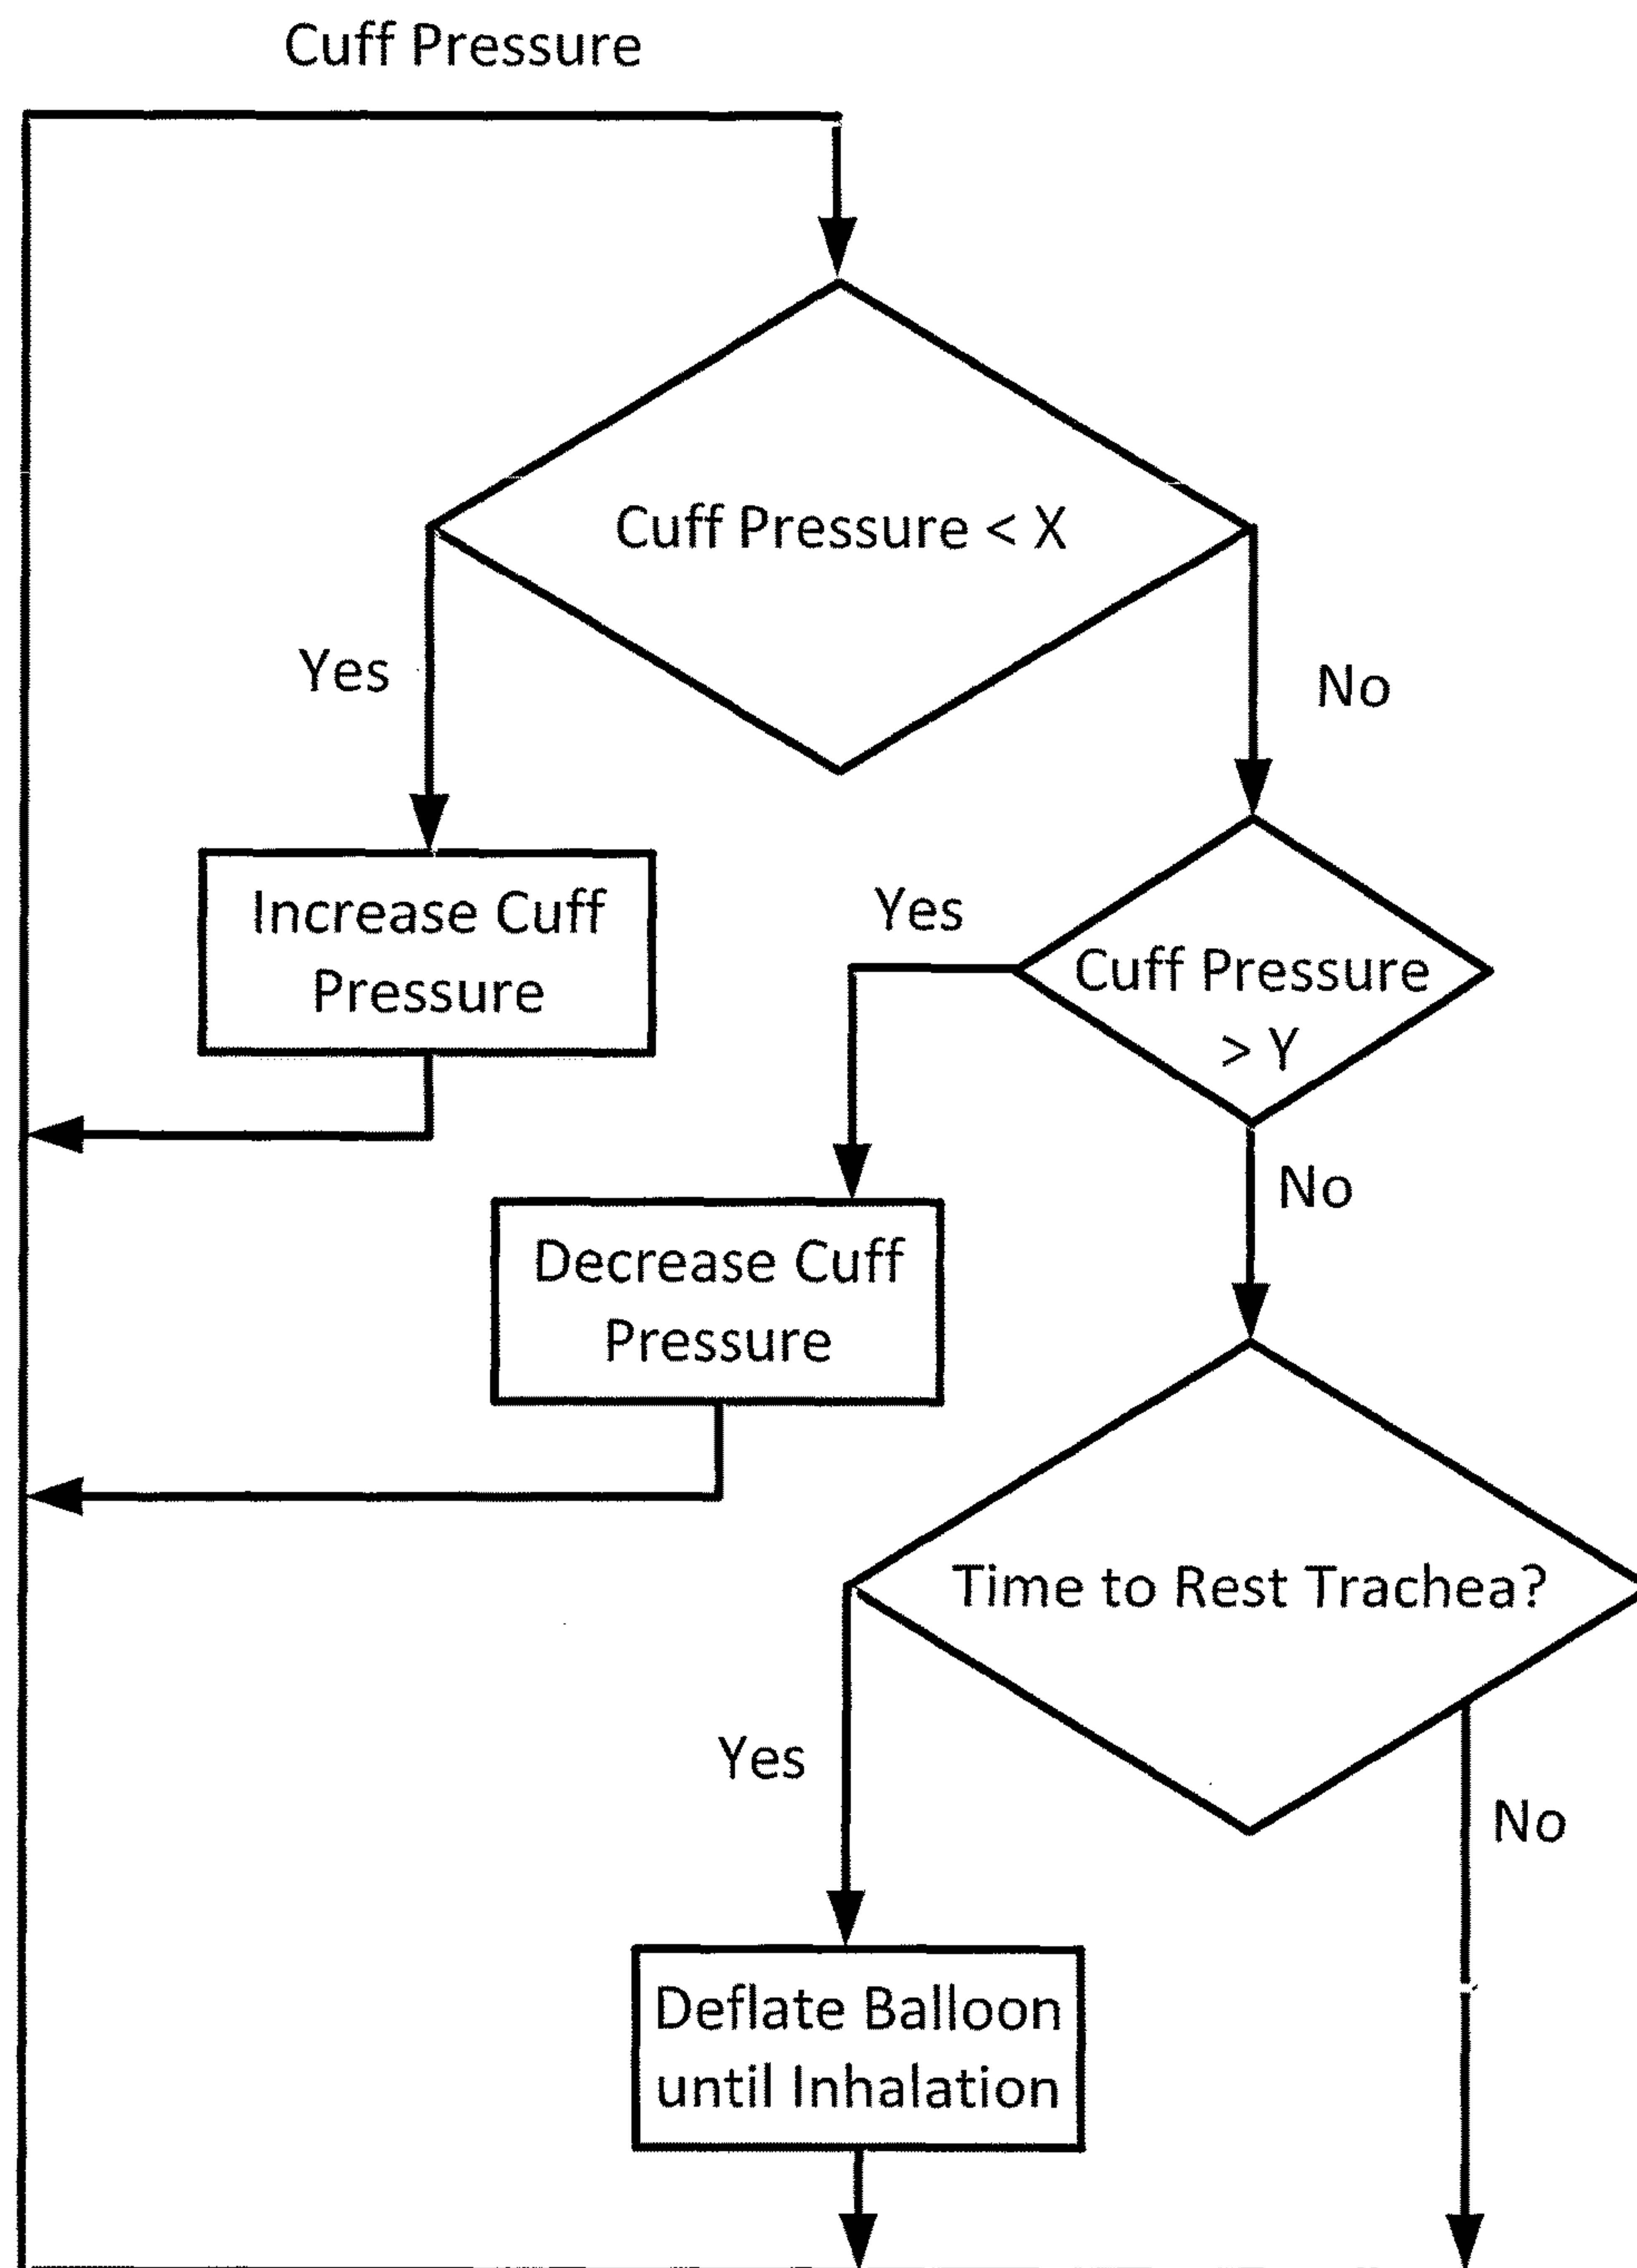 Cuff Pressure
Cuff Pressure < X
Yes
No
Increase Cuff
Pressure
Yes
Cuff Pressure
> Y
No
Decrease Cuff
Pressure
Time to Rest Trachea?
Yes
No
Deflate Balloon
until Inhalation